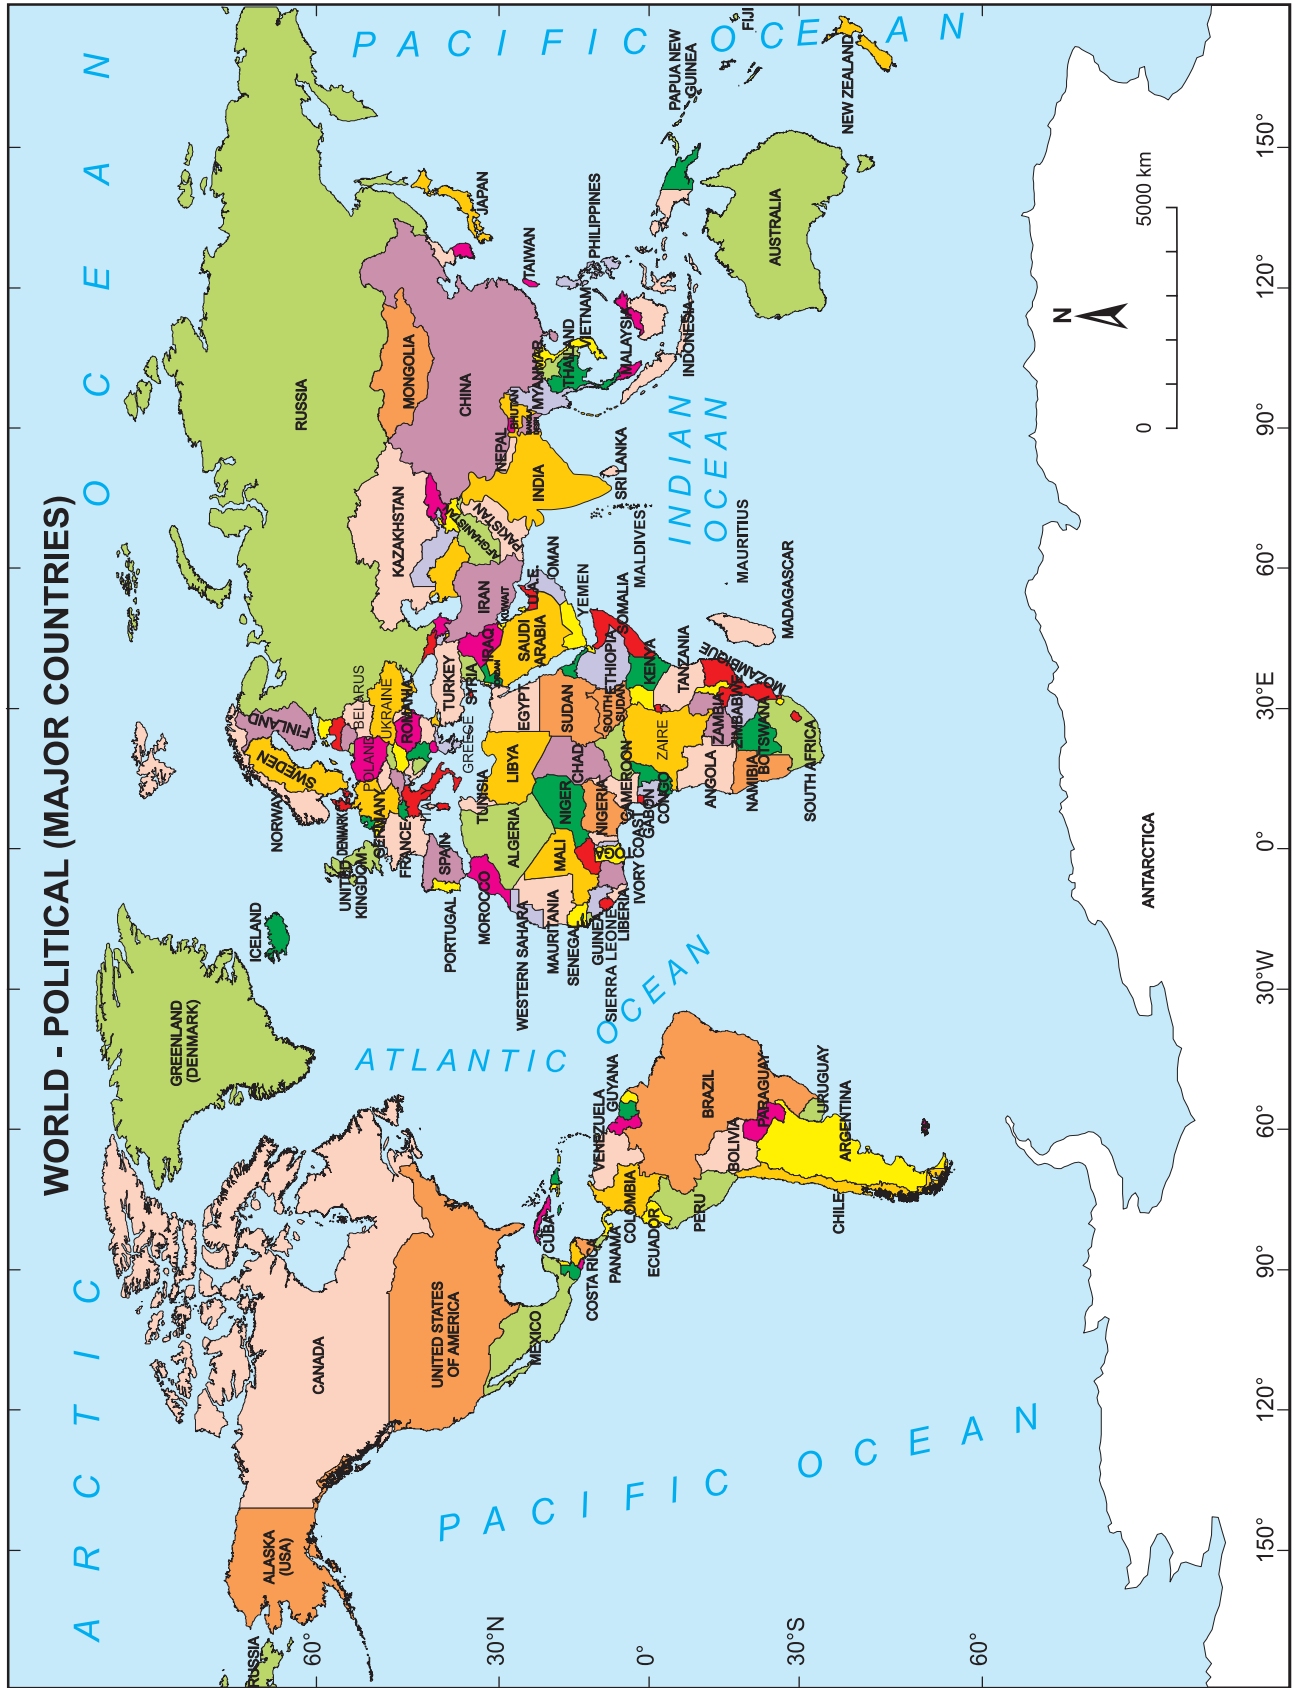 WORLD - POLITICAL (MAJOR COUNTRIES)
ARCTIC OCEAN
RUSSIA
ALASKA
(USA)
CANADA
GREENLAND
(DENMARK)
ICELAND
UNITED STATES
OF AMERICA
MEXICO
CUBA
COSTA RICA
PANAMA
VENEZUELA
GUYANA
COLOMBIA
ECUADOR
PERU
BRAZIL
BOLIVIA
PARAGUAY
URUGUAY
ARGENTINA
CHILE
PACIFIC OCEAN
ATLANTIC
OCEAN
NORWAY
SWEDEN
FINLAND
UNITED
KINGDOM
DENMARK
GERMANY
POLAND
BELARUS
UKRAINE
FRANCE
ROMANIA
SPAIN
PORTUGAL
GREECE
TURKEY
SYRIA
IRAQ
IRAN
KUWAIT
SAUDI
ARABIA
U.A.E.
OMAN
YEMEN
RUSSIA
KAZAKHSTAN
MONGOLIA
CHINA
JAPAN
TAIWAN
AFGHANISTAN
PAKISTAN
INDIA
NEPAL
BHUTAN
MYANMAR
THAILAND
VIETNAM
PHILIPPINES
MALAYSIA
INDONESIA
SRI LANKA
MALDIVES
MAURITIUS
MADAGASCAR
INDIAN
OCEAN
MOROCCO
WESTERN SAHARA
MAURITANIA
SENEGAL
GUINEA
SIERRA LEONE
LIBERIA
IVORY COAST
TOGO
MALI
ALGERIA
TUNISIA
LIBYA
EGYPT
NIGER
CHAD
SUDAN
SOUTH
SUDAN
ETHIOPIA
SOMALIA
KENYA
NIGERIA
CAMEROON
GABON
CONGO
ZAIRE
TANZANIA
ANGOLA
ZAMBIA
ZIMBABWE
MOZAMBIQUE
NAMIBIA
BOTSWANA
SOUTH AFRICA
PACIFIC OCEAN
PAPUA NEW
GUINEA
FIJI
AUSTRALIA
NEW ZEALAND
ANTARCTICA
N
0 5000 km
60°
30°N
0°
30°S
60°
150° 120° 90° 60° 30°W 0° 30°E 60° 90° 120° 150°